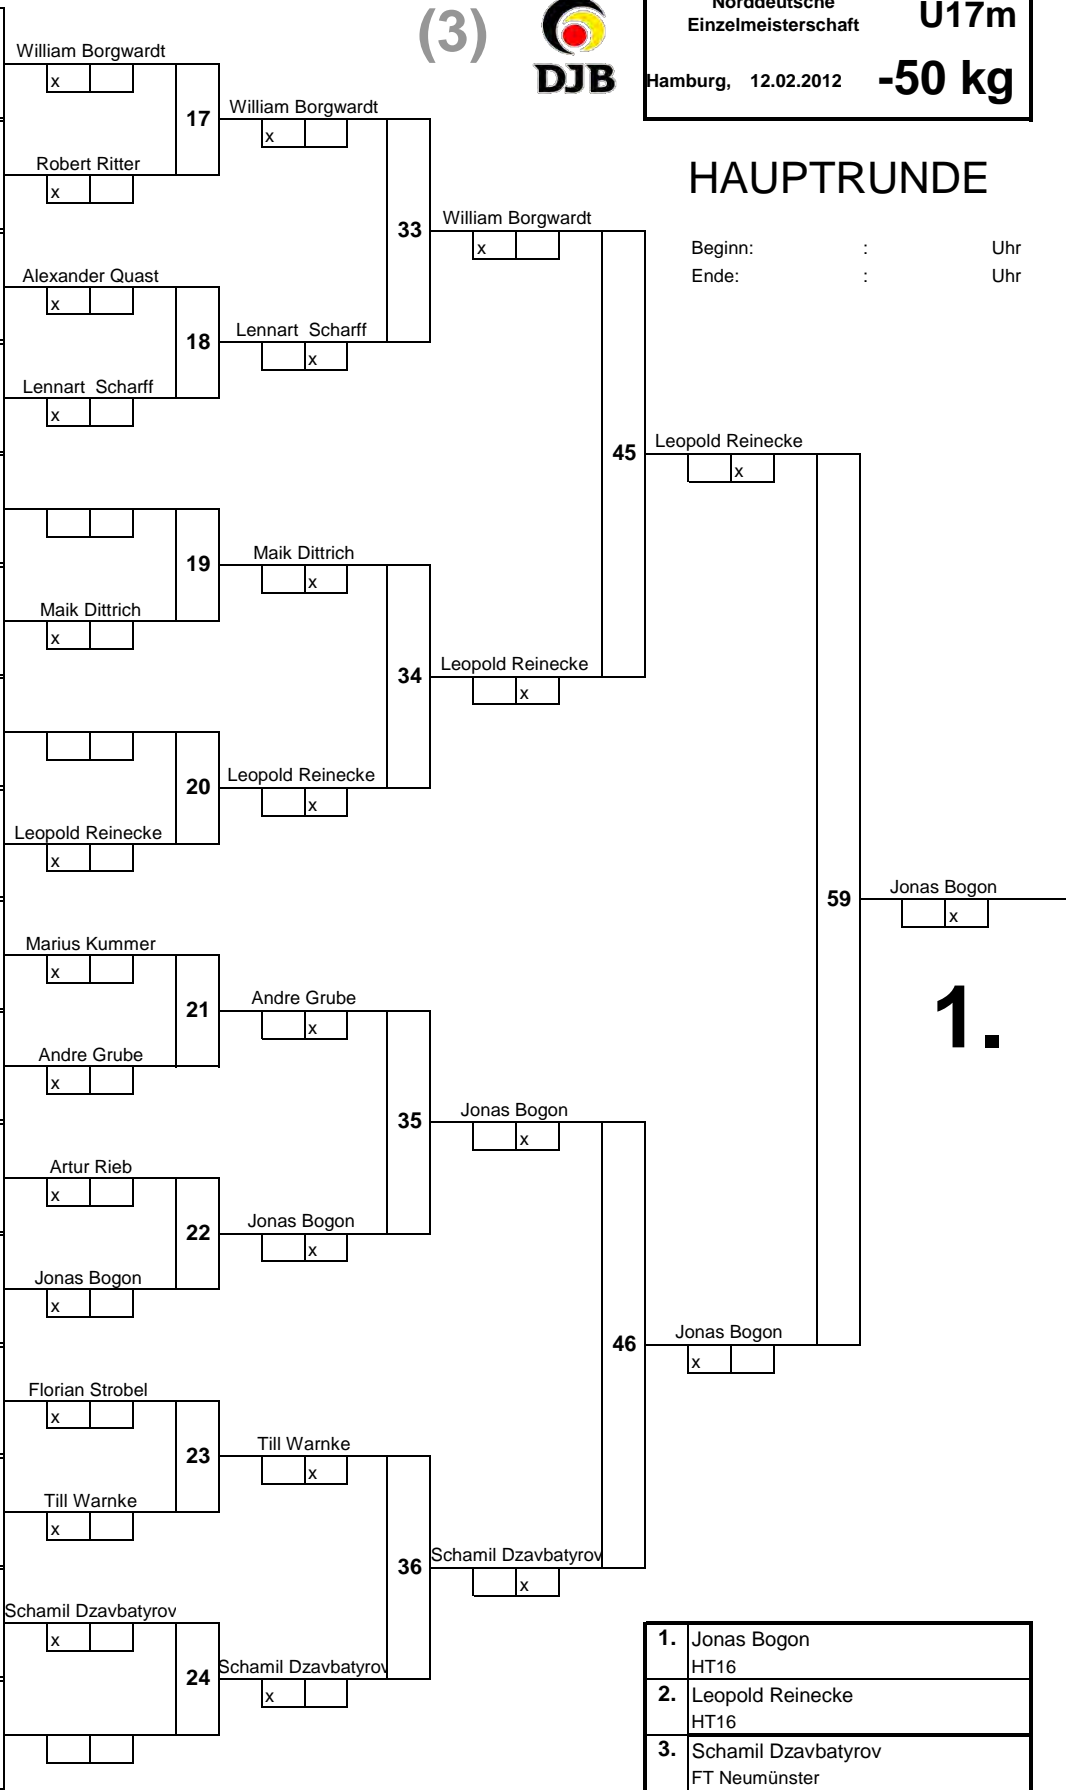 (3)
DJB
Norddeutsche
Einzelmeisterschaft
U17m
Hamburg, 12.02.2012
-50 kg
HAUPTRUNDE
Beginn: : Uhr
Ende: : Uhr
William Borgwardt
x
17
Robert Ritter
x
Alexander Quast
x
18
Lennart Scharff
x
19
Maik Dittrich
x
20
Leopold Reinecke
x
Marius Kummer
x
21
Andre Grube
x
Artur Rieb
x
22
Jonas Bogon
x
Florian Strobel
x
23
Till Warnke
x
Schamil Dzavbatyrov
x
24
William Borgwardt
x
33
Lennart Scharff
x
Maik Dittrich
x
34
Leopold Reinecke
x
Andre Grube
x
35
Jonas Bogon
x
Till Warnke
x
36
Schamil Dzavbatyrov
x
William Borgwardt
x
45
Leopold Reinecke
x
Jonas Bogon
x
46
Schamil Dzavbatyrov
x
Leopold Reinecke
x
59
Jonas Bogon
x
Jonas Bogon
x
1.
1. Jonas Bogon
HT16
2. Leopold Reinecke
HT16
3. Schamil Dzavbatyrov
FT Neumünster